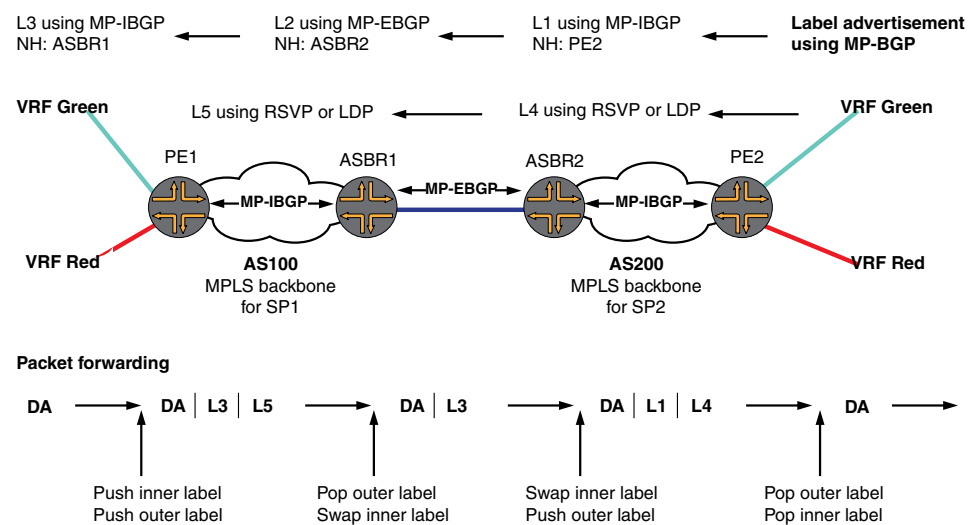 L3 using MP-IBGP
NH: ASBR1
L2 using MP-EBGP
NH: ASBR2
L1 using MP-IBGP
NH: PE2
Label advertisement
using MP-BGP
VRF Green
L5 using RSVP or LDP
L4 using RSVP or LDP
VRF Green
PE1
ASBR1
ASBR2
PE2
MP-IBGP
MP-EBGP
MP-IBGP
VRF Red
AS100
MPLS backbone
for SP1
AS200
MPLS backbone
for SP2
VRF Red
Packet forwarding
DA
DA | L3 | L5
DA | L3
DA | L1 | L4
DA
Push inner label
Push outer label
Pop outer label
Swap inner label
Swap inner label
Push outer label
Pop outer label
Pop inner label